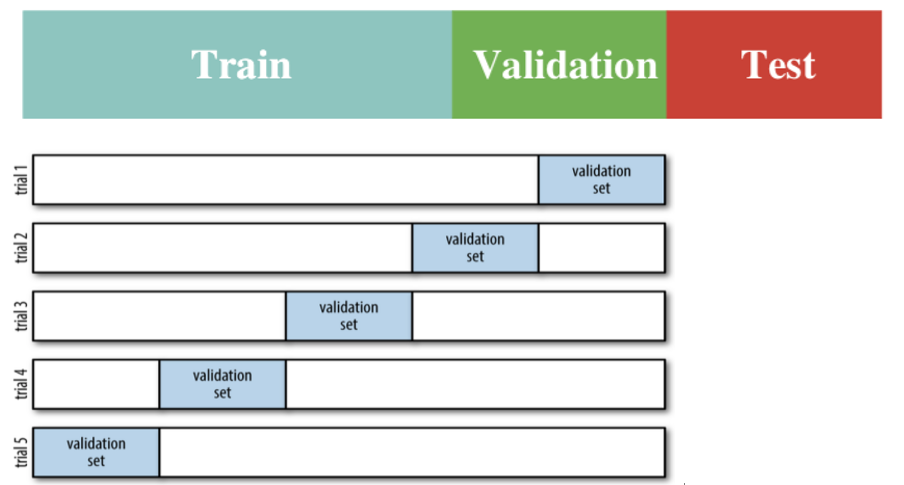 Train
Validation
Test
trial 1
validation
set
trial 2
validation
set
trial 3
validation
set
trial 4
validation
set
trial 5
validation
set